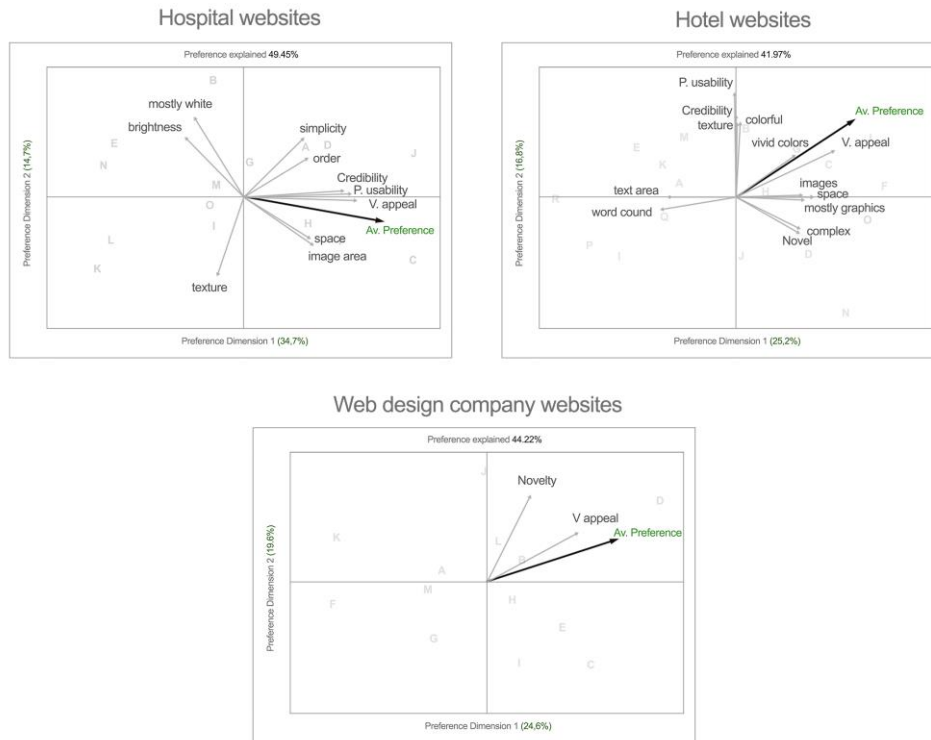 Hospital websites
Preference explained 49.45%
B
mostly white
brightness
simplicity
E
A
D
J
order
G
N
M
Credibility
P. usability
V. appeal
O
I
H
Av. Preference
L
space
image area
K
C
texture
Preference Dimension 2 (14,7%)
Preference Dimension 1 (34,7%)
Hotel websites
Preference explained 41.97%
P. usability
Credibility
texture
B
colorful
Av. Preference
M
vivid colors
E
V. appeal
K
C
A
text area
H
images
F
R
space
word cound
mostly graphics
Q
O
complex
Novel
P
I
J
D
N
Preference Dimension 2 (16,8%)
Preference Dimension 1 (25,2%)
Web design company websites
Preference explained 44.22%
J
Novelty
D
V appeal
Av. Preference
K
L
B
A
M
F
H
G
E
I
C
Preference Dimension 2 (19.6%)
Preference Dimension 1 (24,6%)